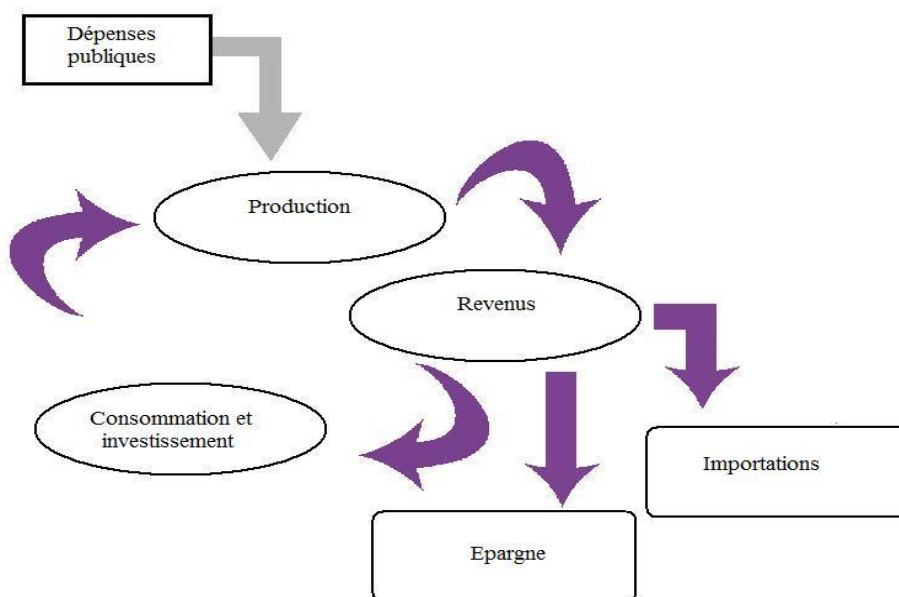 Dépenses
publiques
Production
Revenus
Consommation et
investissement
Importations
Epargne